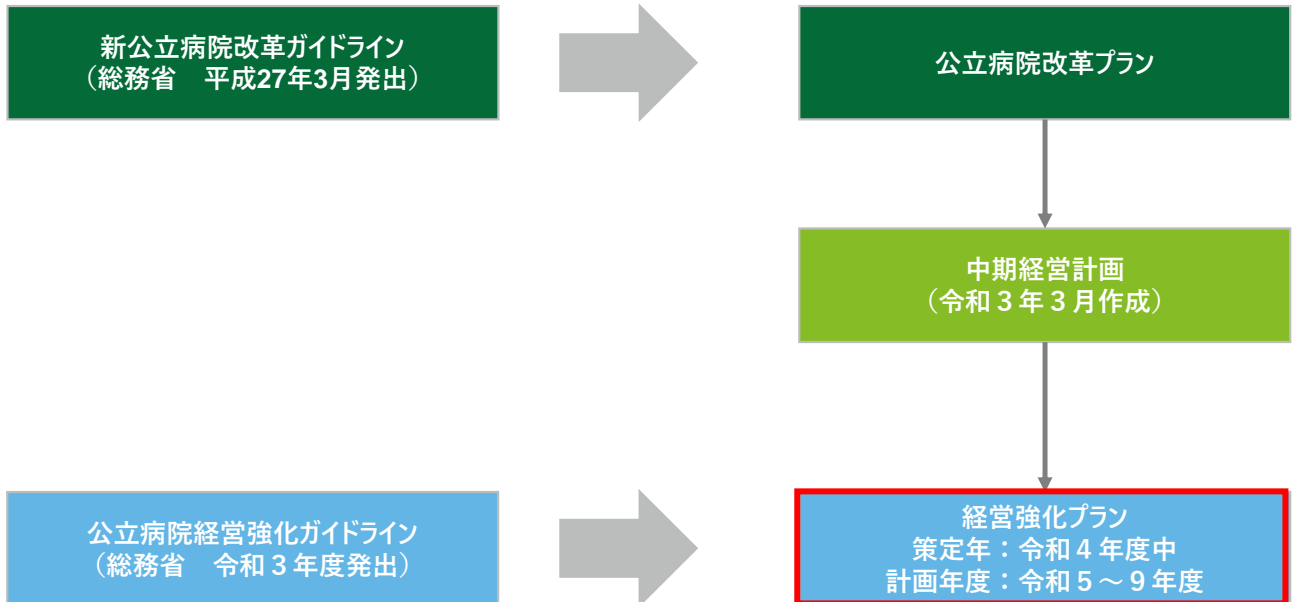 新公立病院改革ガイドライン
（総務省　平成27年3月発出）
公立病院改革プラン
中期経営計画
（令和３年３月作成）
公立病院経営強化ガイドライン
（総務省　令和３年度発出）
経営強化プラン
策定年：令和４年度中
計画年度：令和５～９年度